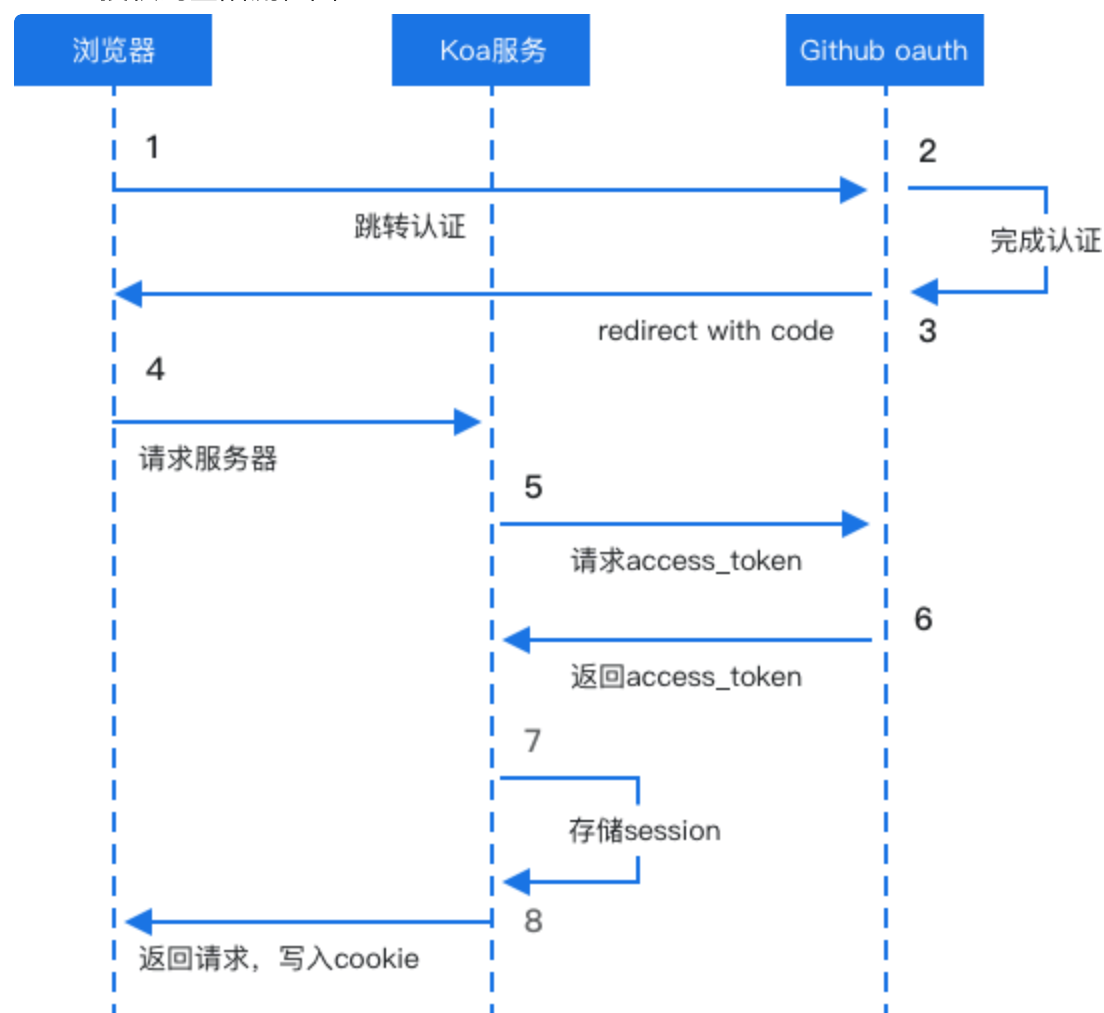 浏览器
Koa服务
Github oauth
1
2
跳转认证
完成认证
redirect with code
3
4
请求服务器
5
请求access_token
6
返回access_token
7
存储session
8
返回请求，写入cookie